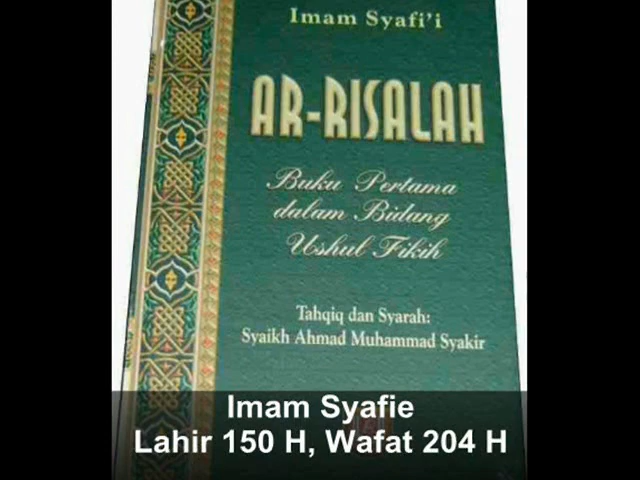 Imam Syafi'i
AR-RISALAH
Buku Pertama
dalam Bidang
Ushul Fikih
Tahqiq dan Syarah:
Syaikh Ahmad Muhammad Syakir
Imam Syafie
Lahir 150 H, Wafat 204 H